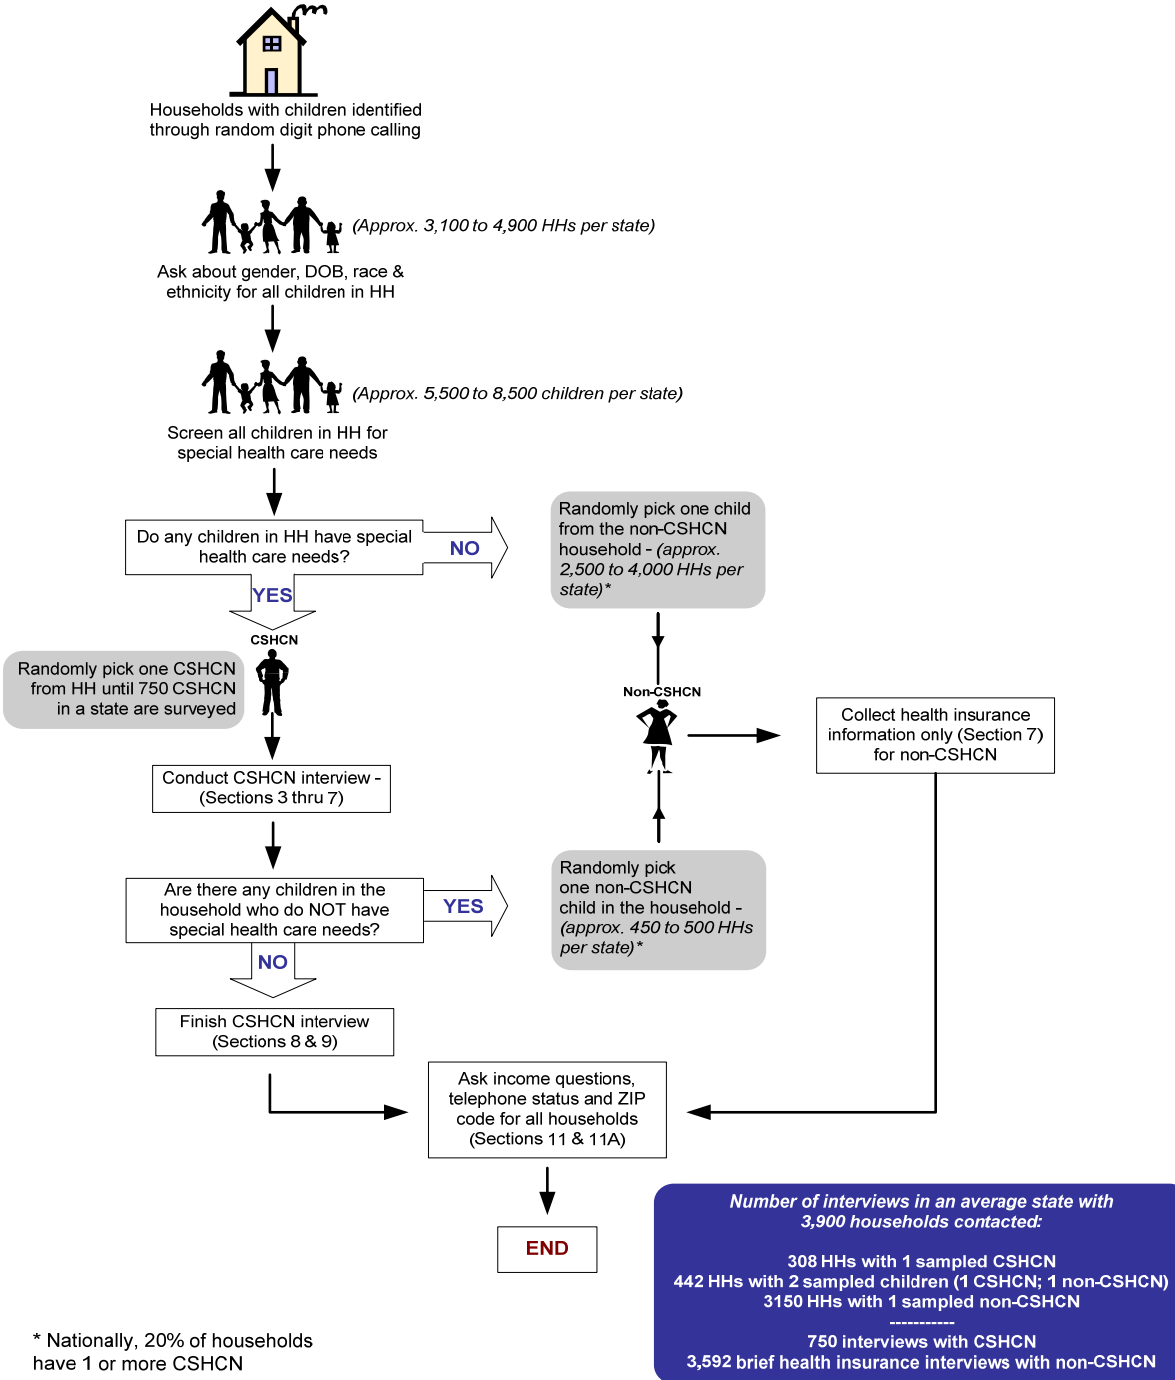 Households with children identified
through random digit phone calling
(Approx. 3,100 to 4,900 HHs per state)
Ask about gender, DOB, race &
ethnicity for all children in HH
(Approx. 5,500 to 8,500 children per state)
Screen all children in HH for
special health care needs
Do any children in HH have special
health care needs?
NO
YES
Randomly pick one child
from the non-CSHCN
household - (approx.
2,500 to 4,000 HHs per
state)*
CSHCN
Randomly pick one CSHCN
from HH until 750 CSHCN
in a state are surveyed
Non-CSHCN
Collect health insurance
information only (Section 7)
for non-CSHCN
Conduct CSHCN interview -
(Sections 3 thru 7)
Are there any children in the
household who do NOT have
special health care needs?
YES
NO
Randomly pick
one non-CSHCN
child in the household -
(approx. 450 to 500 HHs
per state)*
Finish CSHCN interview
(Sections 8 & 9)
Ask income questions,
telephone status and ZIP
code for all households
(Sections 11 & 11A)
END
Number of interviews in an average state with
3,900 households contacted:
308 HHs with 1 sampled CSHCN
442 HHs with 2 sampled children (1 CSHCN; 1 non-CSHCN)
3150 HHs with 1 sampled non-CSHCN
-----------
750 interviews with CSHCN
3,592 brief health insurance interviews with non-CSHCN
* Nationally, 20% of households
have 1 or more CSHCN